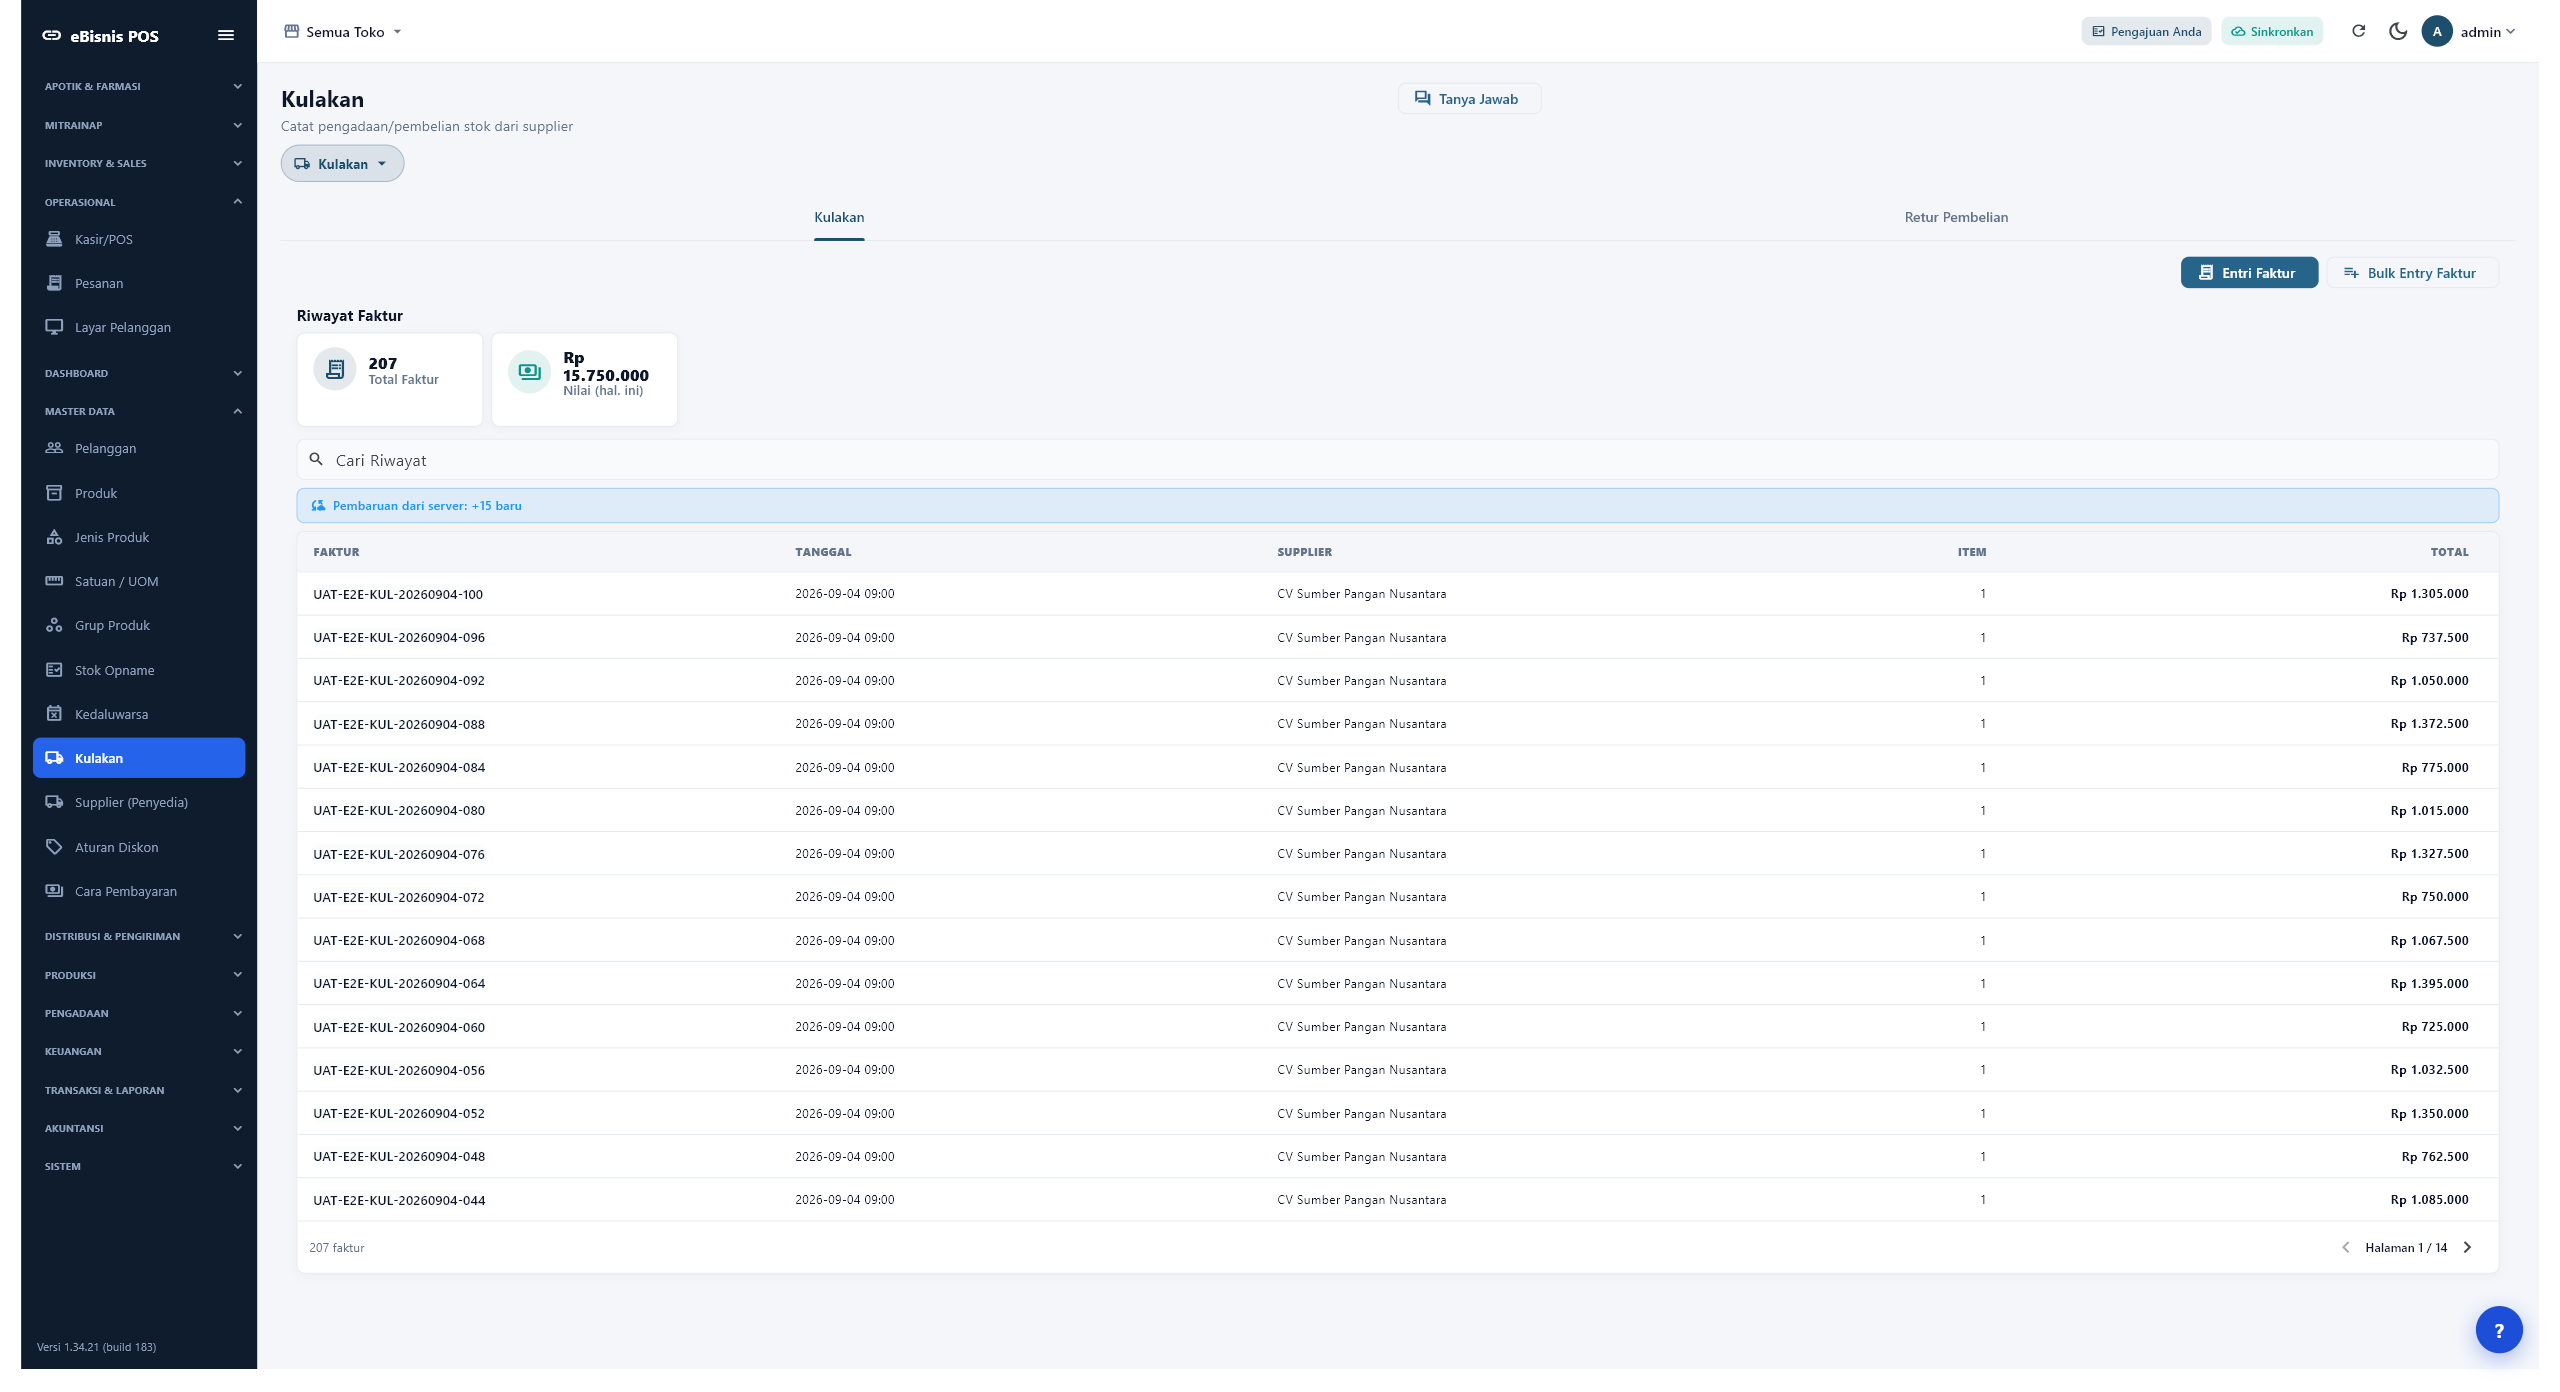 eBisnis POS
Semua Toko
Pengajuan Anda
Sinkronkan
A
admin
APOTIK & FARMASI
MITRAINAP
INVENTORY & SALES
OPERASIONAL
Kasir/POS
Pesanan
Layar Pelanggan
DASHBOARD
MASTER DATA
Pelanggan
Produk
Jenis Produk
Satuan / UOM
Grup Produk
Stok Opname
Kedaluwarsa
Kulakan
Supplier (Penyedia)
Aturan Diskon
Cara Pembayaran
DISTRIBUSI & PENGIRIMAN
PRODUKSI
PENGADAAN
KEUANGAN
TRANSAKSI & LAPORAN
AKUNTANSI
SISTEM
Versi 1.34.21 (build 183)
Kulakan
Catat pengadaan/pembelian stok dari supplier
Tanya Jawab
Kulakan
Kulakan
Retur Pembelian
Entri Faktur
Bulk Entry Faktur
Riwayat Faktur
207
Total Faktur
Rp
15.750.000
Nilai (hal. ini)
Cari Riwayat
Pembaruan dari server: +15 baru
FAKTUR TANGGAL SUPPLIER ITEM TOTAL
UAT-E2E-KUL-20260904-100 2026-09-04 09:00 CV Sumber Pangan Nusantara 1 Rp 1.305.000
UAT-E2E-KUL-20260904-096 2026-09-04 09:00 CV Sumber Pangan Nusantara 1 Rp 737.500
UAT-E2E-KUL-20260904-092 2026-09-04 09:00 CV Sumber Pangan Nusantara 1 Rp 1.050.000
UAT-E2E-KUL-20260904-088 2026-09-04 09:00 CV Sumber Pangan Nusantara 1 Rp 1.372.500
UAT-E2E-KUL-20260904-084 2026-09-04 09:00 CV Sumber Pangan Nusantara 1 Rp 775.000
UAT-E2E-KUL-20260904-080 2026-09-04 09:00 CV Sumber Pangan Nusantara 1 Rp 1.015.000
UAT-E2E-KUL-20260904-076 2026-09-04 09:00 CV Sumber Pangan Nusantara 1 Rp 1.327.500
UAT-E2E-KUL-20260904-072 2026-09-04 09:00 CV Sumber Pangan Nusantara 1 Rp 750.000
UAT-E2E-KUL-20260904-068 2026-09-04 09:00 CV Sumber Pangan Nusantara 1 Rp 1.067.500
UAT-E2E-KUL-20260904-064 2026-09-04 09:00 CV Sumber Pangan Nusantara 1 Rp 1.395.000
UAT-E2E-KUL-20260904-060 2026-09-04 09:00 CV Sumber Pangan Nusantara 1 Rp 725.000
UAT-E2E-KUL-20260904-056 2026-09-04 09:00 CV Sumber Pangan Nusantara 1 Rp 1.032.500
UAT-E2E-KUL-20260904-052 2026-09-04 09:00 CV Sumber Pangan Nusantara 1 Rp 1.350.000
UAT-E2E-KUL-20260904-048 2026-09-04 09:00 CV Sumber Pangan Nusantara 1 Rp 762.500
UAT-E2E-KUL-20260904-044 2026-09-04 09:00 CV Sumber Pangan Nusantara 1 Rp 1.085.000
207 faktur
Halaman 1 / 14
?